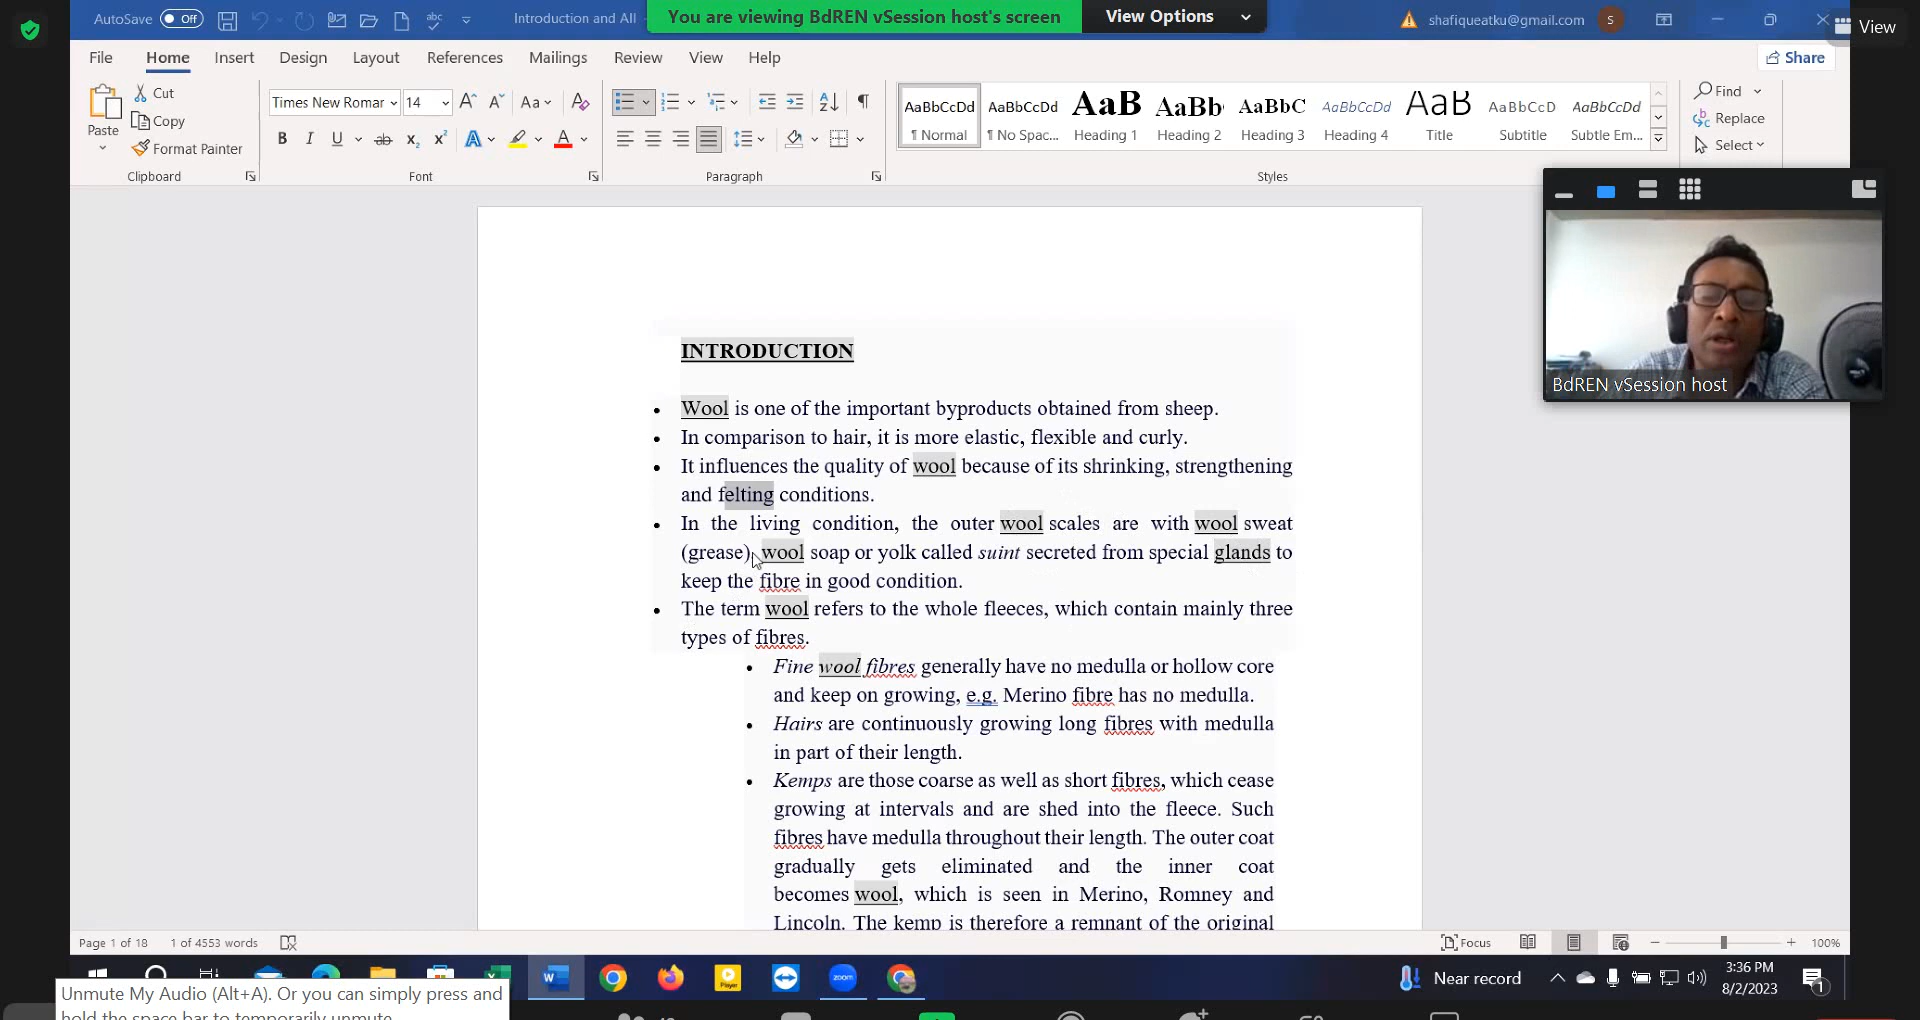 AutoSave Off Introduction and All You are viewing BdREN vSession host's screen View Options shafiqueatku@gmail.com S View
File Home Insert Design Layout References Mailings Review View Help Share
Paste Cut Copy Format Painter
Times New Romar 14 Aa
B I U ab x₂ x² A A
AaBbCcDd AaBbCcDd AaB AaBb AaBbC AaBbCcDd AaB AaBbCcD AaBbCcDd
¶ Normal ¶ No Spac... Heading 1 Heading 2 Heading 3 Heading 4 Title Subtitle Subtle Em...
Find Replace Select
Clipboard Font Paragraph Styles
BdREN vSession host
INTRODUCTION
• Wool is one of the important byproducts obtained from sheep.
• In comparison to hair, it is more elastic, flexible and curly.
• It influences the quality of wool because of its shrinking, strengthening
and felting conditions.
• In the living condition, the outer wool scales are with wool sweat
(grease), wool soap or yolk called suint secreted from special glands to
keep the fibre in good condition.
• The term wool refers to the whole fleeces, which contain mainly three
types of fibres.
• Fine wool fibres generally have no medulla or hollow core
and keep on growing, e.g. Merino fibre has no medulla.
• Hairs are continuously growing long fibres with medulla
in part of their length.
• Kemps are those coarse as well as short fibres, which cease
growing at intervals and are shed into the fleece. Such
fibres have medulla throughout their length. The outer coat
gradually gets eliminated and the inner coat
becomes wool, which is seen in Merino, Romney and
Lincoln. The kemp is therefore a remnant of the original
Page 1 of 18 1 of 4553 words Focus 100%
Near record 3:36 PM
8/2/2023 1
Unmute My Audio (Alt+A). Or you can simply press and
hold the space bar to temporarily unmute.